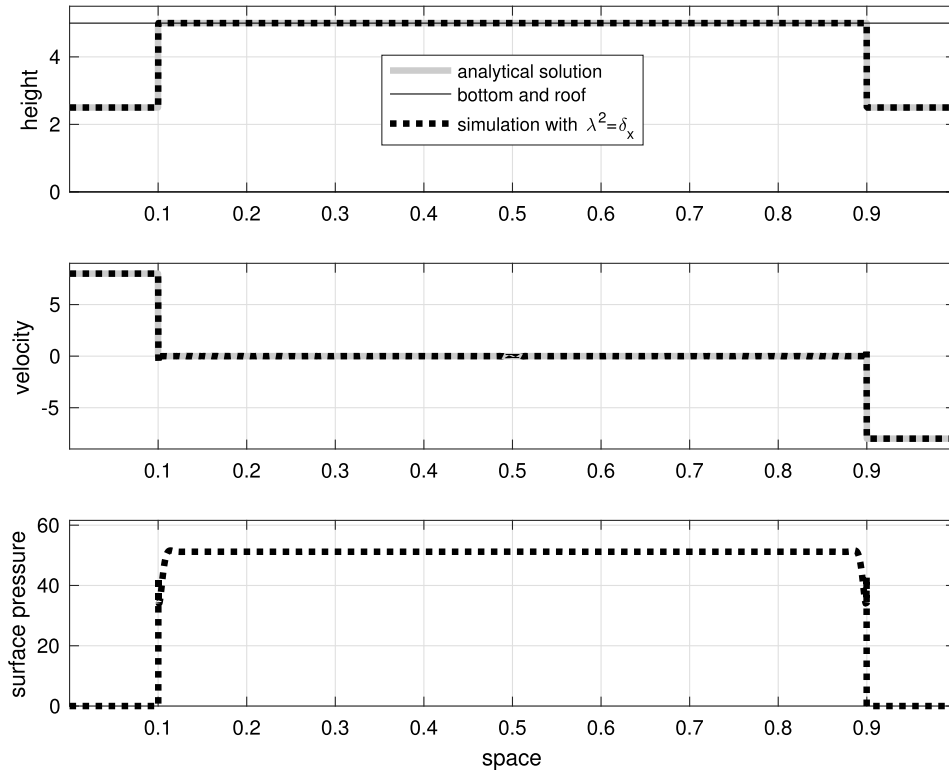 4
2
0
height
analytical solution
bottom and roof
simulation with λ²=δₓ
0.1 0.2 0.3 0.4 0.5 0.6 0.7 0.8 0.9
5
0
-5
velocity
0.1 0.2 0.3 0.4 0.5 0.6 0.7 0.8 0.9
60
40
20
0
surface pressure
0.1 0.2 0.3 0.4 0.5 0.6 0.7 0.8 0.9
space